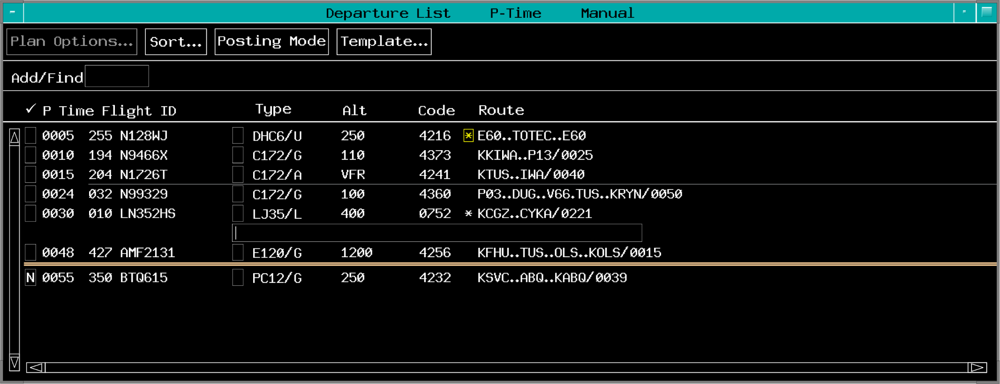 Departure List P-Time Manual
Plan Options... Sort... Posting Mode Template...
Add/Find
✓ P Time Flight ID Type Alt Code Route
0005 255 N128WJ DHC6/U 250 4216 * E60..TOTEC..E60
0010 194 N9466X C172/G 110 4373 KKIWA..P13/0025
0015 204 N1726T C172/A VFR 4241 KTUS..IWA/0040
0024 032 N99329 C172/G 100 4360 P03..DUG..V66.TUS..KRYN/0050
0030 010 LN352HS LJ35/L 400 0752 * KCGZ..CYKA/0221
0048 427 AMF2131 E120/G 1200 4256 KFHU..TUS..OLS..KOLS/0015
N 0055 350 BTQ615 PC12/G 250 4232 KSVC..ABQ..KABQ/0039